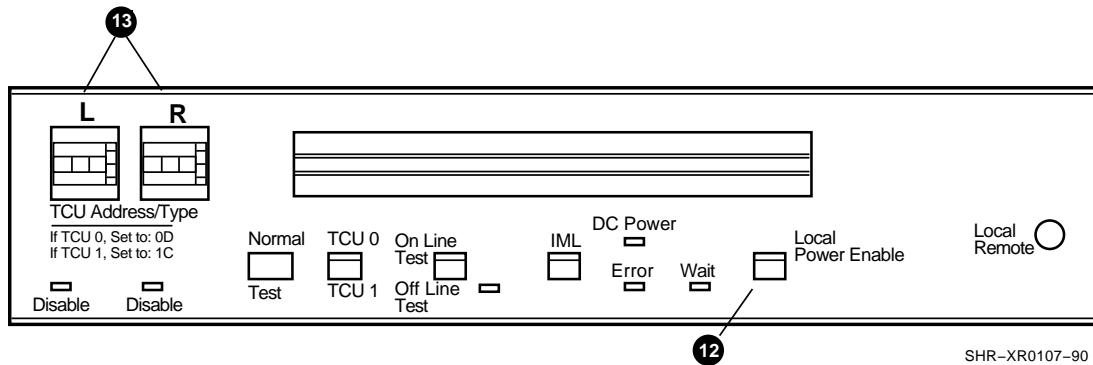 13
L
R
TCU Address/Type
If TCU 0, Set to: 0D
If TCU 1, Set to: 1C
Disable
Disable
Normal
Test
TCU 0
TCU 1
On Line
Test
Off Line
Test
IML
DC Power
Error
Wait
Local
Power Enable
Local
Remote
12
SHR–XR0107–90